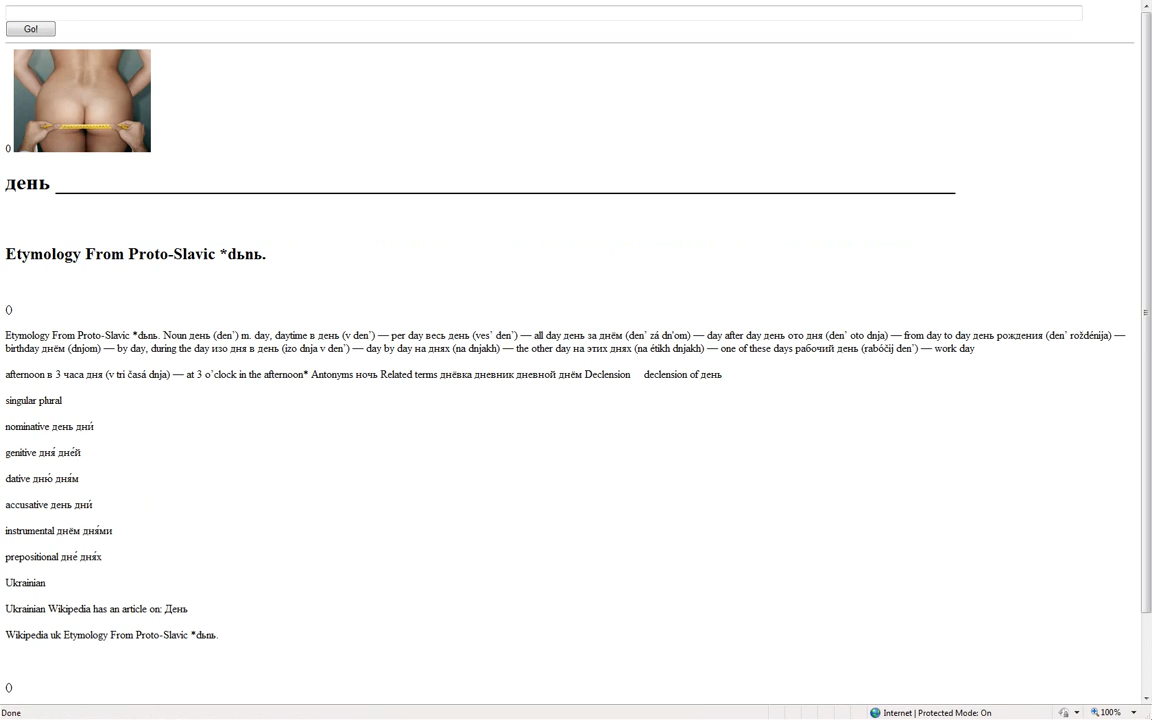 Go!
()
день
Etymology From Proto-Slavic *dьnь.
()
Etymology From Proto-Slavic *dьnь. Noun день (den’) m. day, daytime в день (v den’) — per day весь день (ves’ den’) — all day день за днём (den’ zá dn'om) — day after day день ото дня (den’ oto dnja) — from day to day день рождения (den’ roždénija) —
birthday днём (dnjom) — by day, during the day изо дня в день (izo dnja v den’) — day by day на днях (na dnjakh) — the other day на этих днях (na étikh dnjakh) — one of these days рабочий день (rabóčij den’) — work day
afternoon в 3 часа дня (v tri časá dnja) — at 3 o’clock in the afternoon* Antonyms ночь Related terms днёвка дневник дневной днём Declension declension of день
singular plural
nominative день дни́
genitive дня́ дне́й
dative дню́ дня́м
accusative день дни́
instrumental днём дня́ми
prepositional дне́ дня́х
Ukrainian
Ukrainian Wikipedia has an article on: День
Wikipedia uk Etymology From Proto-Slavic *dьnь.
()
Done
Internet | Protected Mode: On
100%